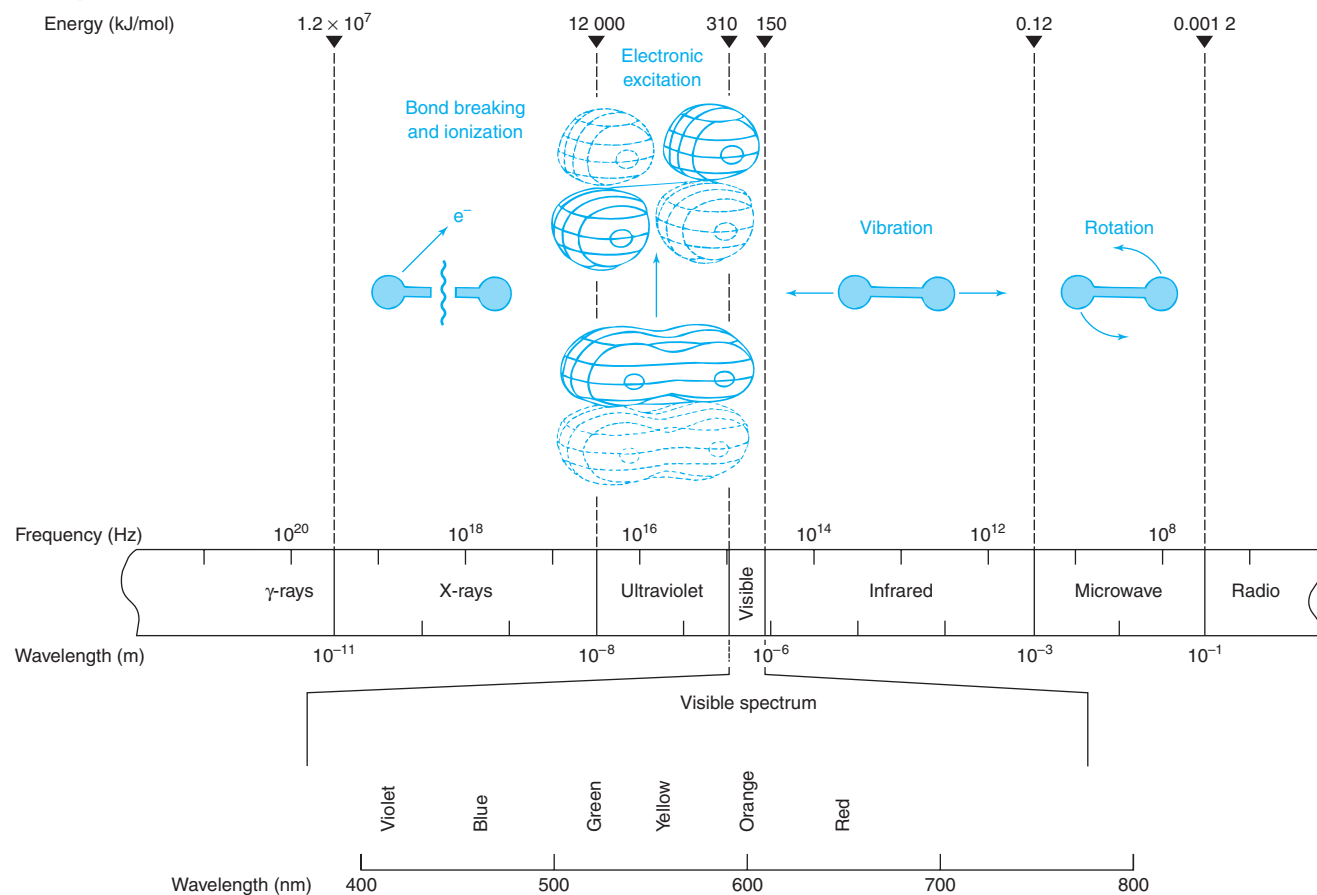 Energy (kJ/mol) 1.2 × 10⁷ 12 000 310 150 0.12 0.001 2
Electronic
excitation
Bond breaking
and ionization
e⁻
Vibration Rotation
Frequency (Hz) 10²⁰ 10¹⁸ 10¹⁶ 10¹⁴ 10¹² 10⁸
γ-rays X-rays Ultraviolet Visible Infrared Microwave Radio
Wavelength (m) 10⁻¹¹ 10⁻⁸ 10⁻⁶ 10⁻³ 10⁻¹
Visible spectrum
Violet Blue Green Yellow Orange Red
Wavelength (nm) 400 500 600 700 800